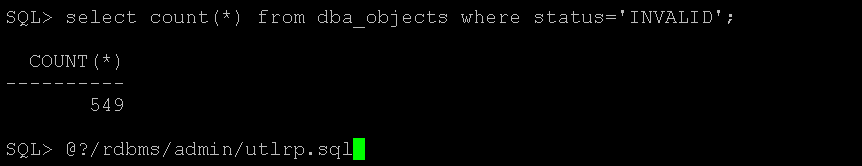 SQL> select count(*) from dba_objects where status='INVALID';
COUNT(*)
----------
549
SQL> @?/rdbms/admin/utlrp.sql